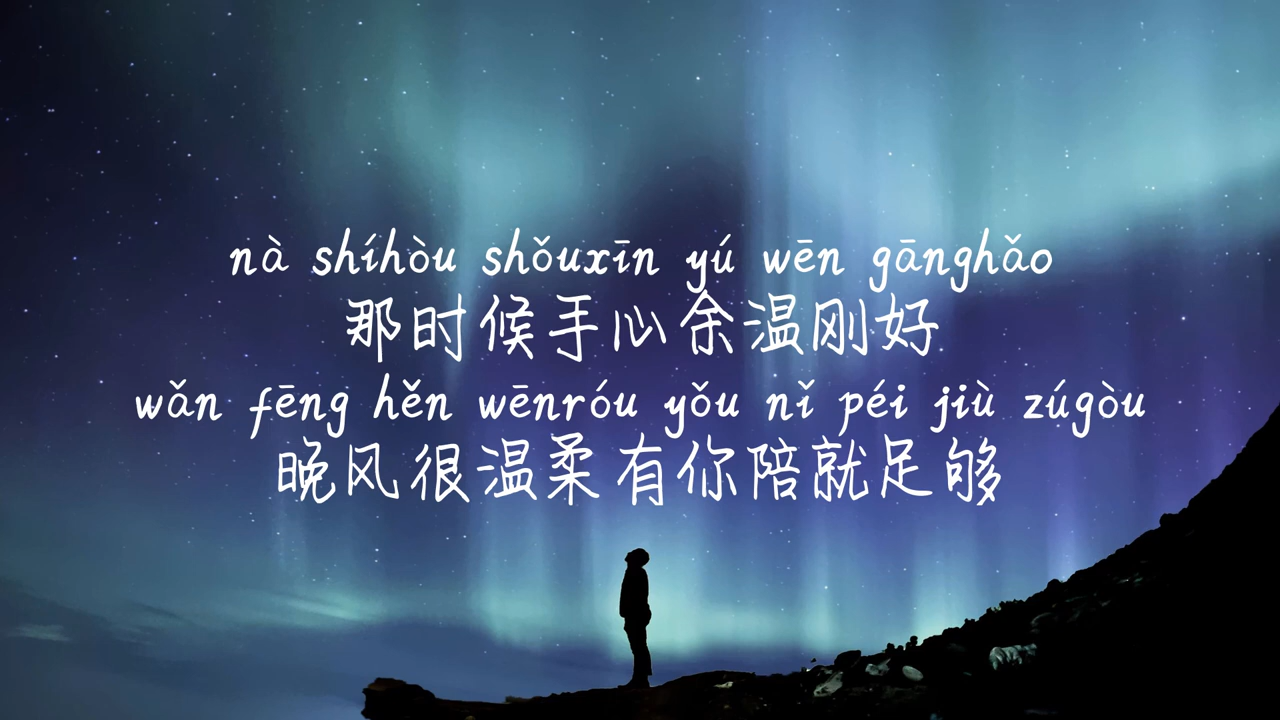 nà shíhòu shǒuxīn yú wēn gānghǎo
那时候手心余温刚好
wǎn fēng hěn wēnróu yǒu nǐ péi jiù zúgòu
晚风很温柔有你陪就足够